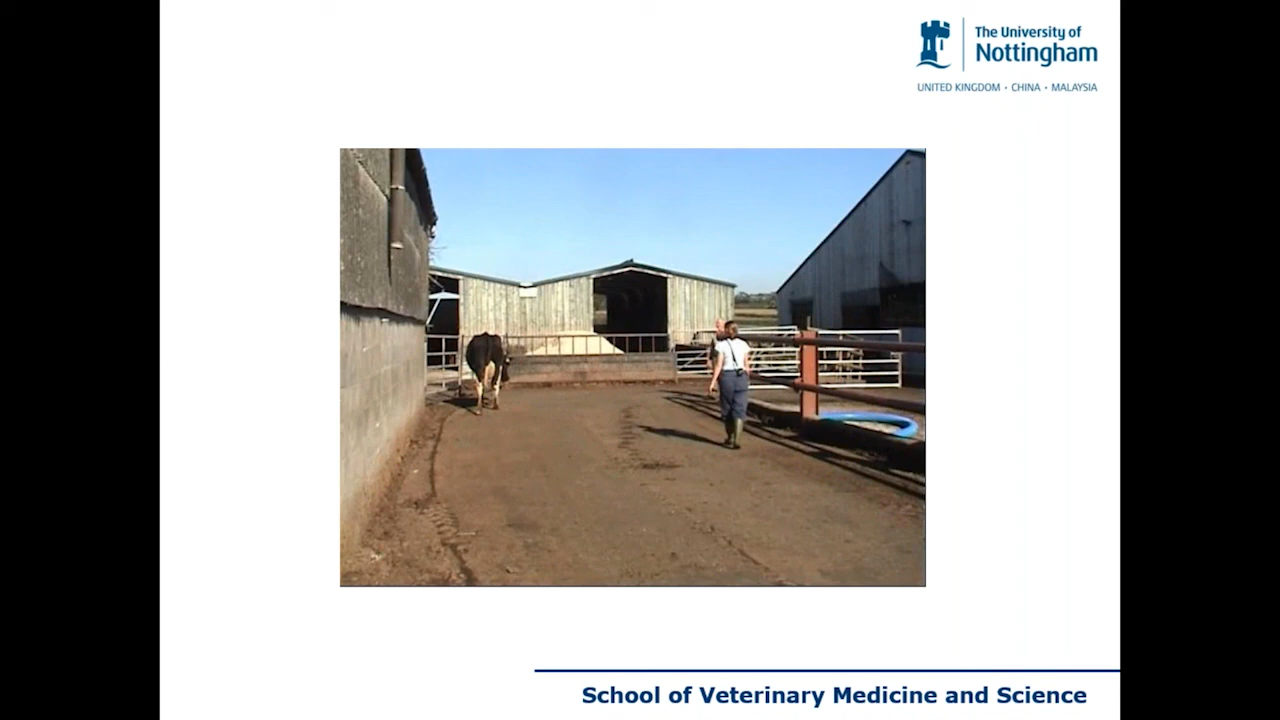 The University of
Nottingham
UNITED KINGDOM · CHINA · MALAYSIA
School of Veterinary Medicine and Science